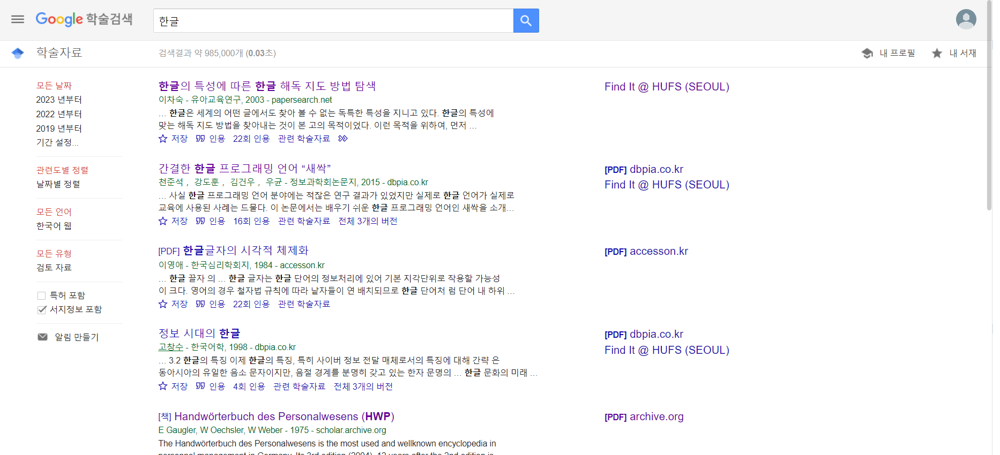 Google 학술검색
한글
학술자료
검색결과 약 985,000개 (0.03초)
내 프로필
내 서재
모든 날짜
2023 년부터
2022 년부터
2019 년부터
기간 설정...
관련도별 정렬
날짜별 정렬
모든 언어
한국어 웹
모든 유형
검토 자료
특허 포함
서지정보 포함
알림 만들기
한글의 특성에 따른 한글 해독 지도 방법 탐색
이차숙 - 유아교육연구, 2003 - papersearch.net
… 한글은 세계의 어떤 글에서도 찾아 볼 수 없는 독특한 특성을 지니고 있다. 한글의 특성에
맞는 해독 지도 방법을 찾아내는 것이 본 고의 목적이었다. 이런 목적을 위하여, 먼저 …
저장 인용 22회 인용 관련 학술자료
Find It @ HUFS (SEOUL)
간결한 한글 프로그래밍 언어 “새싹”
천준석， 강도훈， 김건우， 우균 - 정보과학회논문지, 2015 - dbpia.co.kr
… 사실 한글 프로그래밍 언어 분야에는 적잖은 연구 결과가 있었지만 실제로 한글 언어가 실제로
교육에 사용된 사례는 드물다. 이 논문에서는 배우기 쉬운 한글 프로그래밍 언어인 새싹을 소개…
저장 인용 16회 인용 관련 학술자료 전체 3개의 버전
[PDF] dbpia.co.kr
Find It @ HUFS (SEOUL)
[PDF] 한글글자의 시각적 체제화
이영애 - 한국심리학회지, 1984 - accesson.kr
… 한글 끌자 의 … 한글 글자는 한글 단어의 정보처리에 있어 기본 지각단위로 작용할 가능성
이 크다. 영어의 경우 철자법 규칙에 따라 낱자들이 연 배치되므로 한글 단어처 럼 단어 내 하위 …
저장 인용 22회 인용 관련 학술자료
[PDF] accesson.kr
정보 시대의 한글
고창수 - 한국어학, 1998 - dbpia.co.kr
… 3.2 한글의 특징 이제 한글의 특징, 특히 사이버 정보 전달 매체로서의 특징에 대해 간략 은
동아시아의 유일한 음소 문자이지만, 음절 경계를 분명히 갖고 있는 한자 문명의 … 한글 문화의 미래 …
저장 인용 4회 인용 관련 학술자료 전체 3개의 버전
[PDF] dbpia.co.kr
Find It @ HUFS (SEOUL)
[책] Handwörterbuch des Personalwesens (HWP)
E Gaugler, W Oechsler, W Weber - 1975 - scholar.archive.org
The Handwörterbuch des Personalwesens is the most used and wellknown encyclopedia in
personnel management in Germany. Its 3rd edition (2004), 12 years after the 2nd edition is
[PDF] archive.org